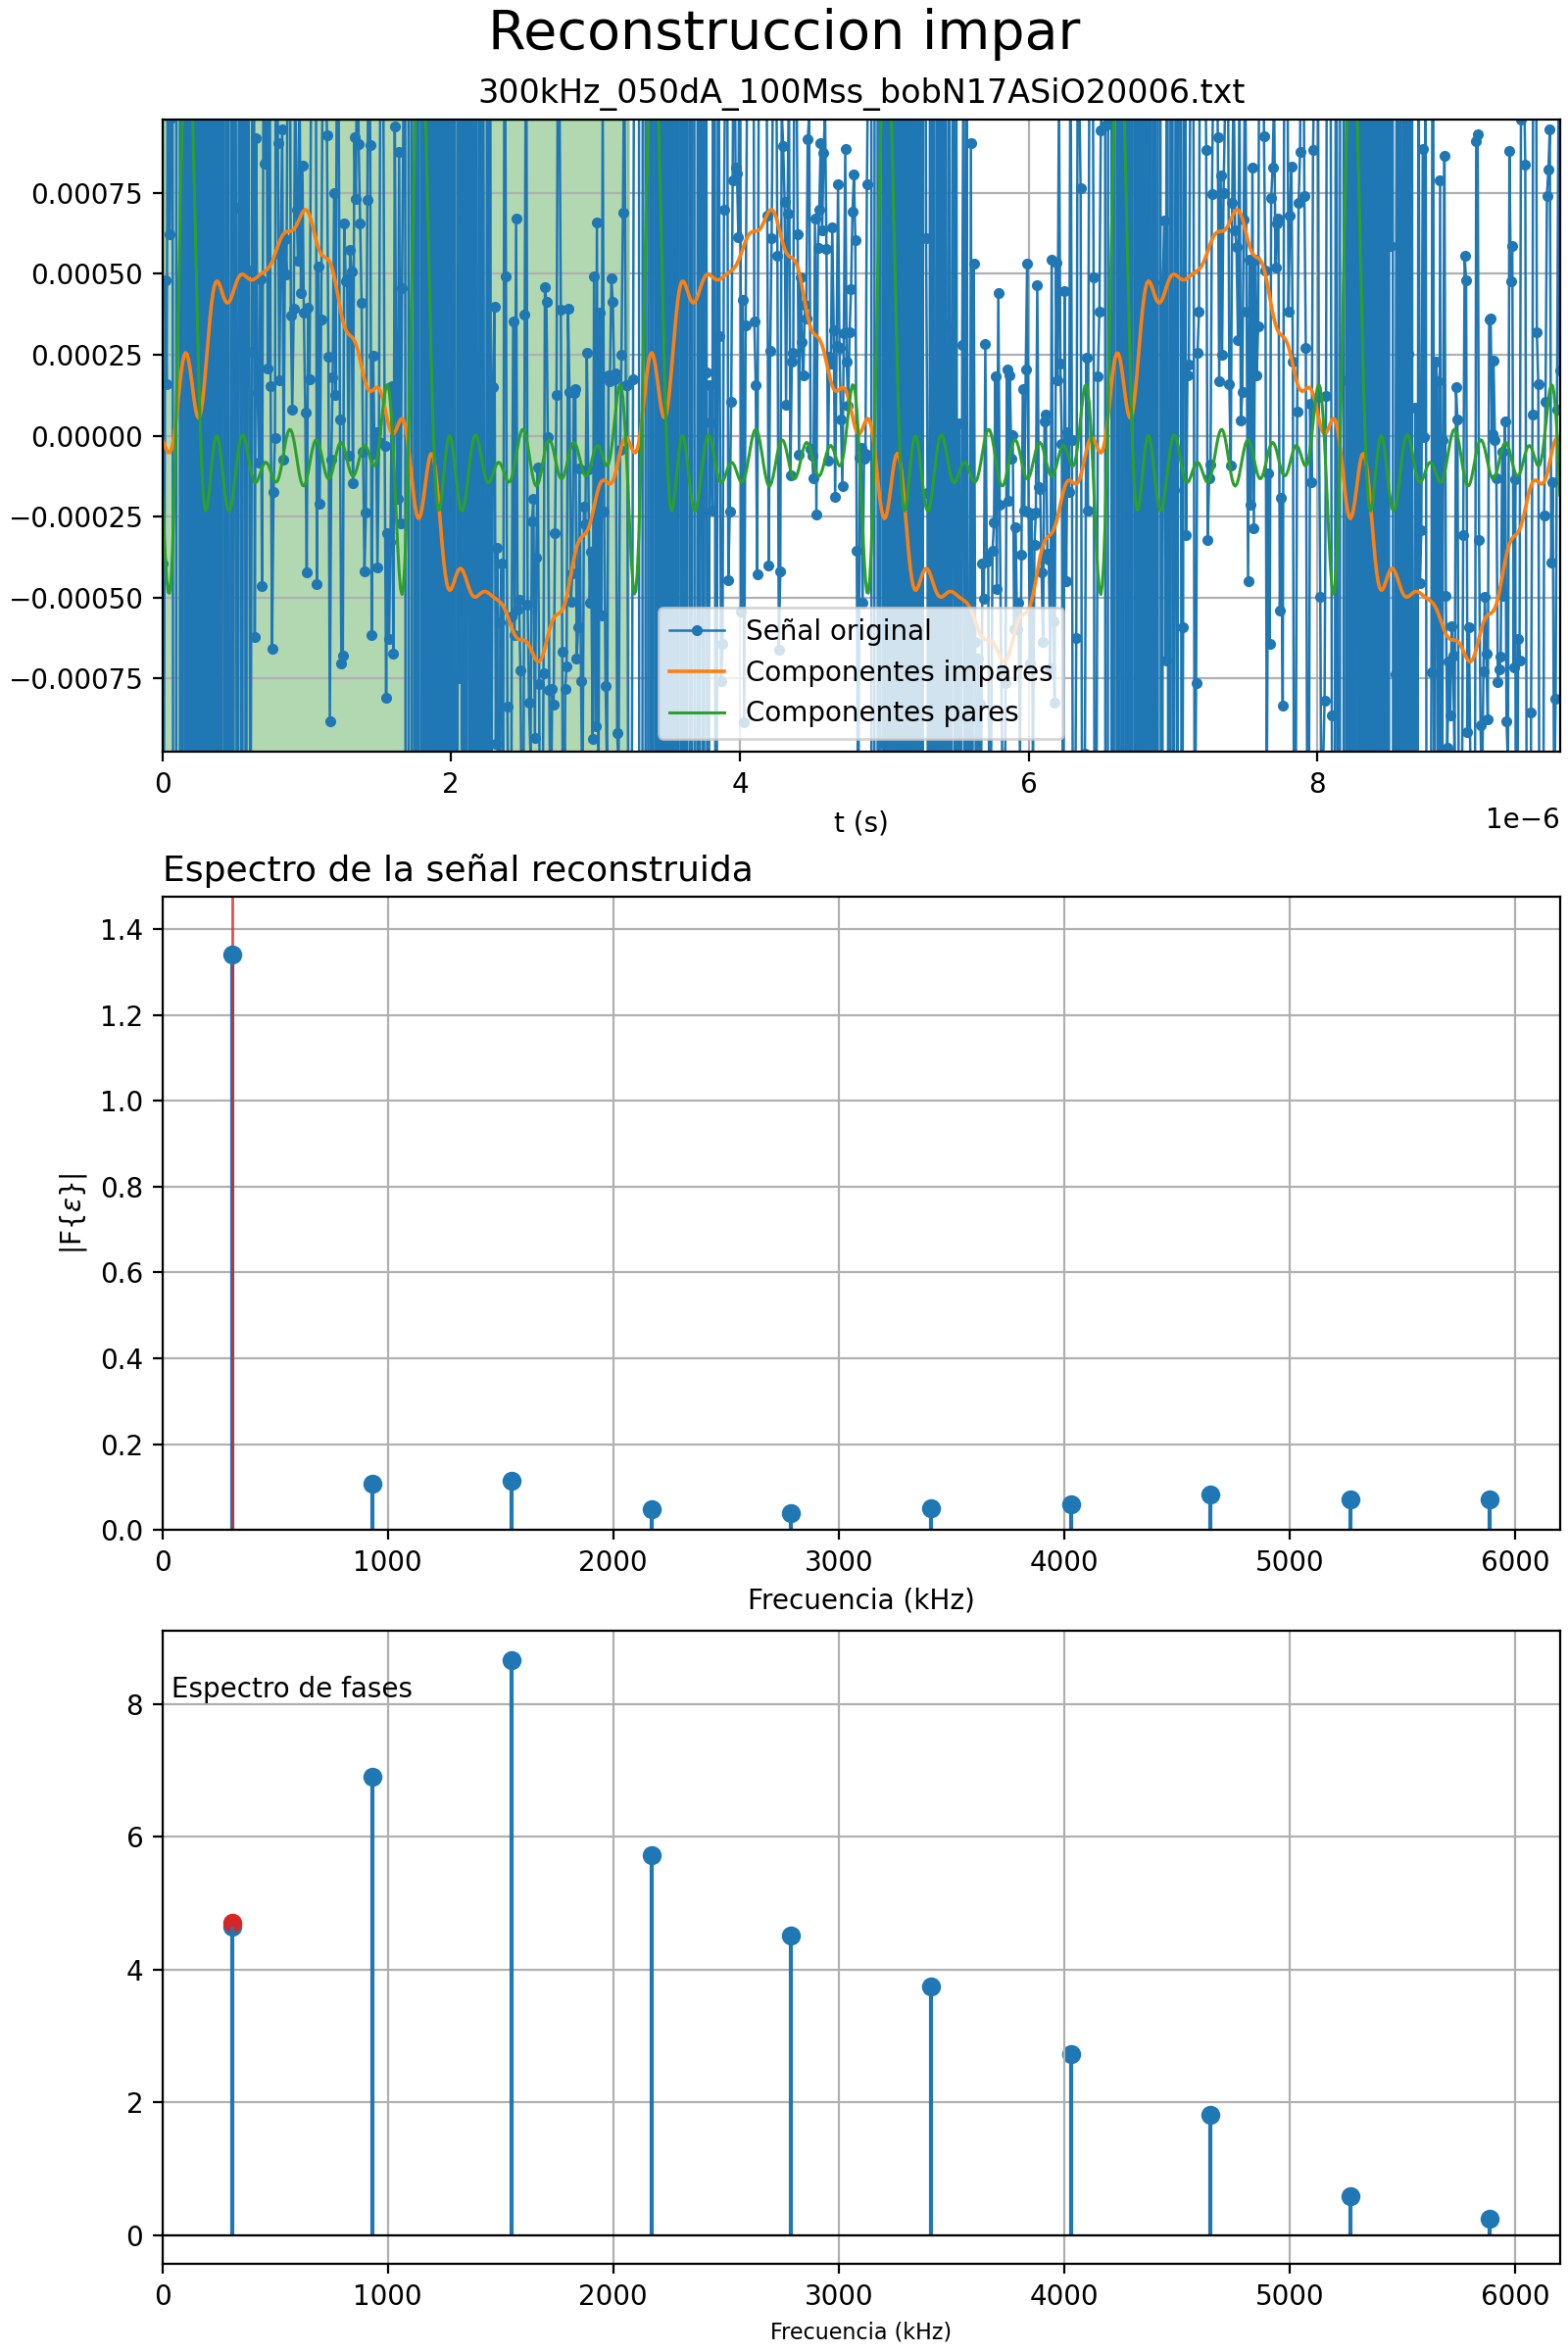 Reconstruccion impar
300kHz_050dA_100Mss_bobN17ASiO20006.txt
0.00075
0.00050
0.00025
0.00000
−0.00025
−0.00050
−0.00075
Señal original
Componentes impares
Componentes pares
0 2 4 6 8
1e−6
t (s)
Espectro de la señal reconstruida
1.4
1.2
1.0
0.8
0.6
0.4
0.2
0.0
|F{ε}|
0 1000 2000 3000 4000 5000 6000
Frecuencia (kHz)
Espectro de fases
8
6
4
2
0
0 1000 2000 3000 4000 5000 6000
Frecuencia (kHz)